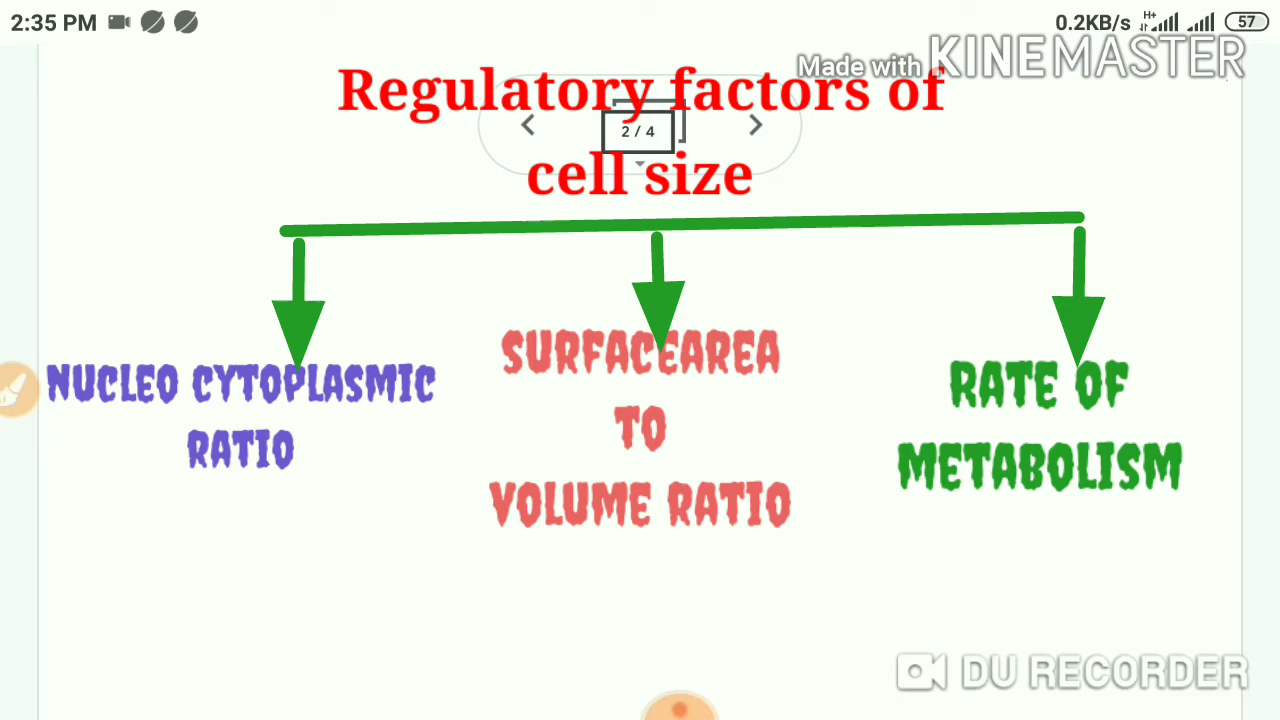 2:35 PM
0.2KB/s H+ 57
Made with KINEMASTER
Regulatory factors of
2 / 4
cell size
NUCLEO CYTOPLASMIC
RATIO
SURFACEAREA
TO
VOLUME RATIO
RATE OF
METABOLISM
DU RECORDER